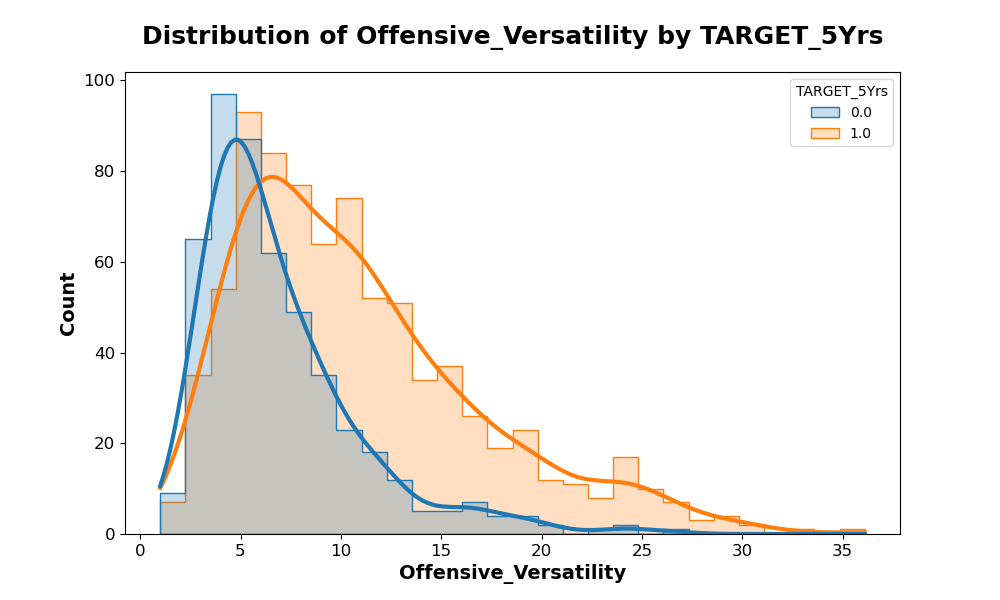 Distribution of Offensive_Versatility by TARGET_5Yrs
TARGET_5Yrs
0.0
1.0
100
80
60
40
20
0
Count
0 5 10 15 20 25 30 35
Offensive_Versatility